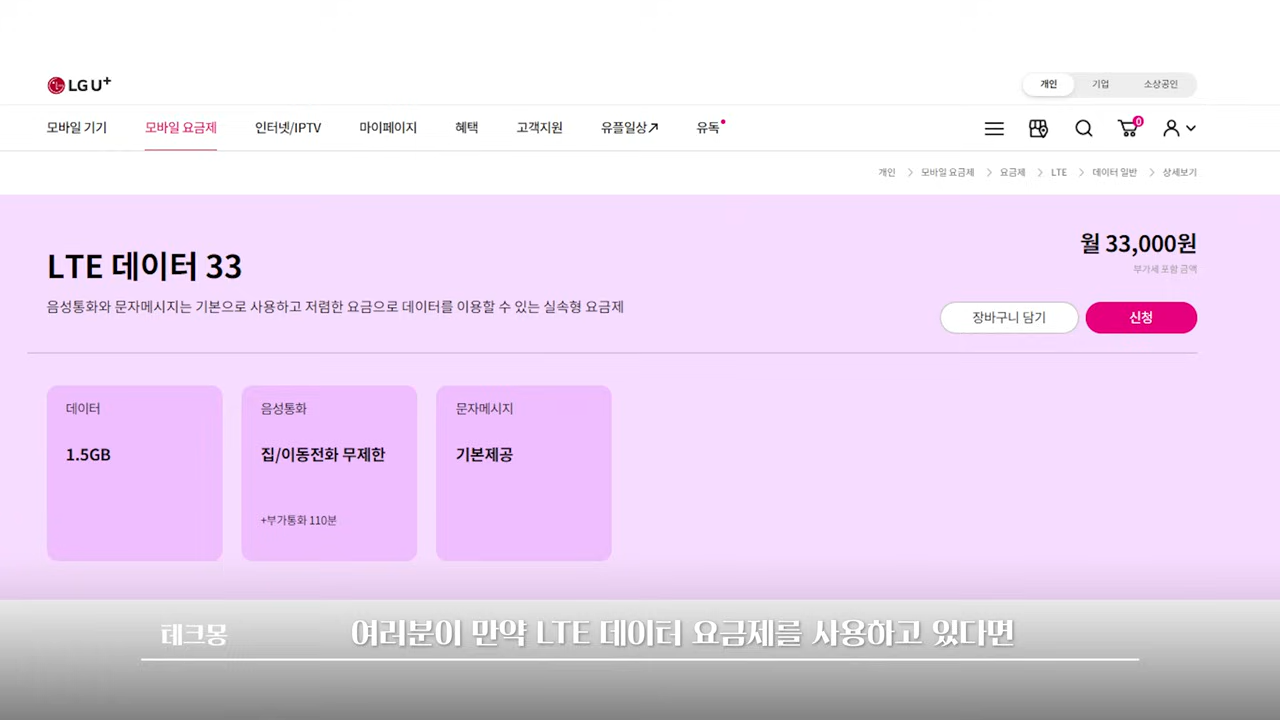 LG U+
개인 기업 소상공인
모바일 기기 모바일 요금제 인터넷/IPTV 마이페이지 혜택 고객지원 유플일상↗ 유독 0
개인 > 모바일 요금제 > 요금제 > LTE > 데이터 일반 > 상세보기
LTE 데이터 33
월 33,000원
부가세 포함 금액
음성통화와 문자메시지는 기본으로 사용하고 저렴한 요금으로 데이터를 이용할 수 있는 실속형 요금제
장바구니 담기 신청
데이터
1.5GB
음성통화
집/이동전화 무제한
+부가통화 110분
문자메시지
기본제공
테크몽 여러분이 만약 LTE 데이터 요금제를 사용하고 있다면